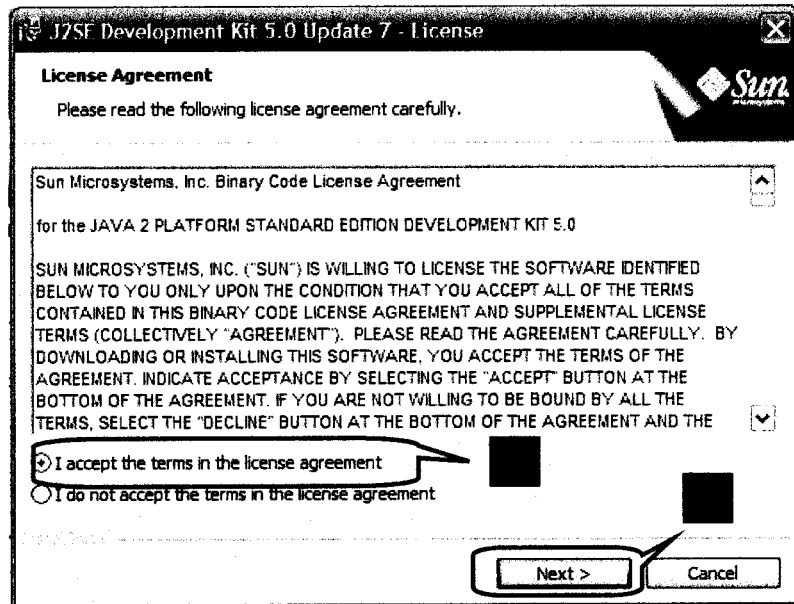 J2SE Development Kit 5.0 Update 7 - License
License Agreement
Please read the following license agreement carefully.
Sun
microsystems
Sun Microsystems, Inc. Binary Code License Agreement
for the JAVA 2 PLATFORM STANDARD EDITION DEVELOPMENT KIT 5.0
SUN MICROSYSTEMS, INC. ("SUN") IS WILLING TO LICENSE THE SOFTWARE IDENTIFIED
BELOW TO YOU ONLY UPON THE CONDITION THAT YOU ACCEPT ALL OF THE TERMS
CONTAINED IN THIS BINARY CODE LICENSE AGREEMENT AND SUPPLEMENTAL LICENSE
TERMS (COLLECTIVELY "AGREEMENT"). PLEASE READ THE AGREEMENT CAREFULLY. BY
DOWNLOADING OR INSTALLING THIS SOFTWARE, YOU ACCEPT THE TERMS OF THE
AGREEMENT. INDICATE ACCEPTANCE BY SELECTING THE "ACCEPT" BUTTON AT THE
BOTTOM OF THE AGREEMENT. IF YOU ARE NOT WILLING TO BE BOUND BY ALL THE
TERMS, SELECT THE "DECLINE" BUTTON AT THE BOTTOM OF THE AGREEMENT AND THE
I accept the terms in the license agreement
I do not accept the terms in the license agreement
Next >
Cancel